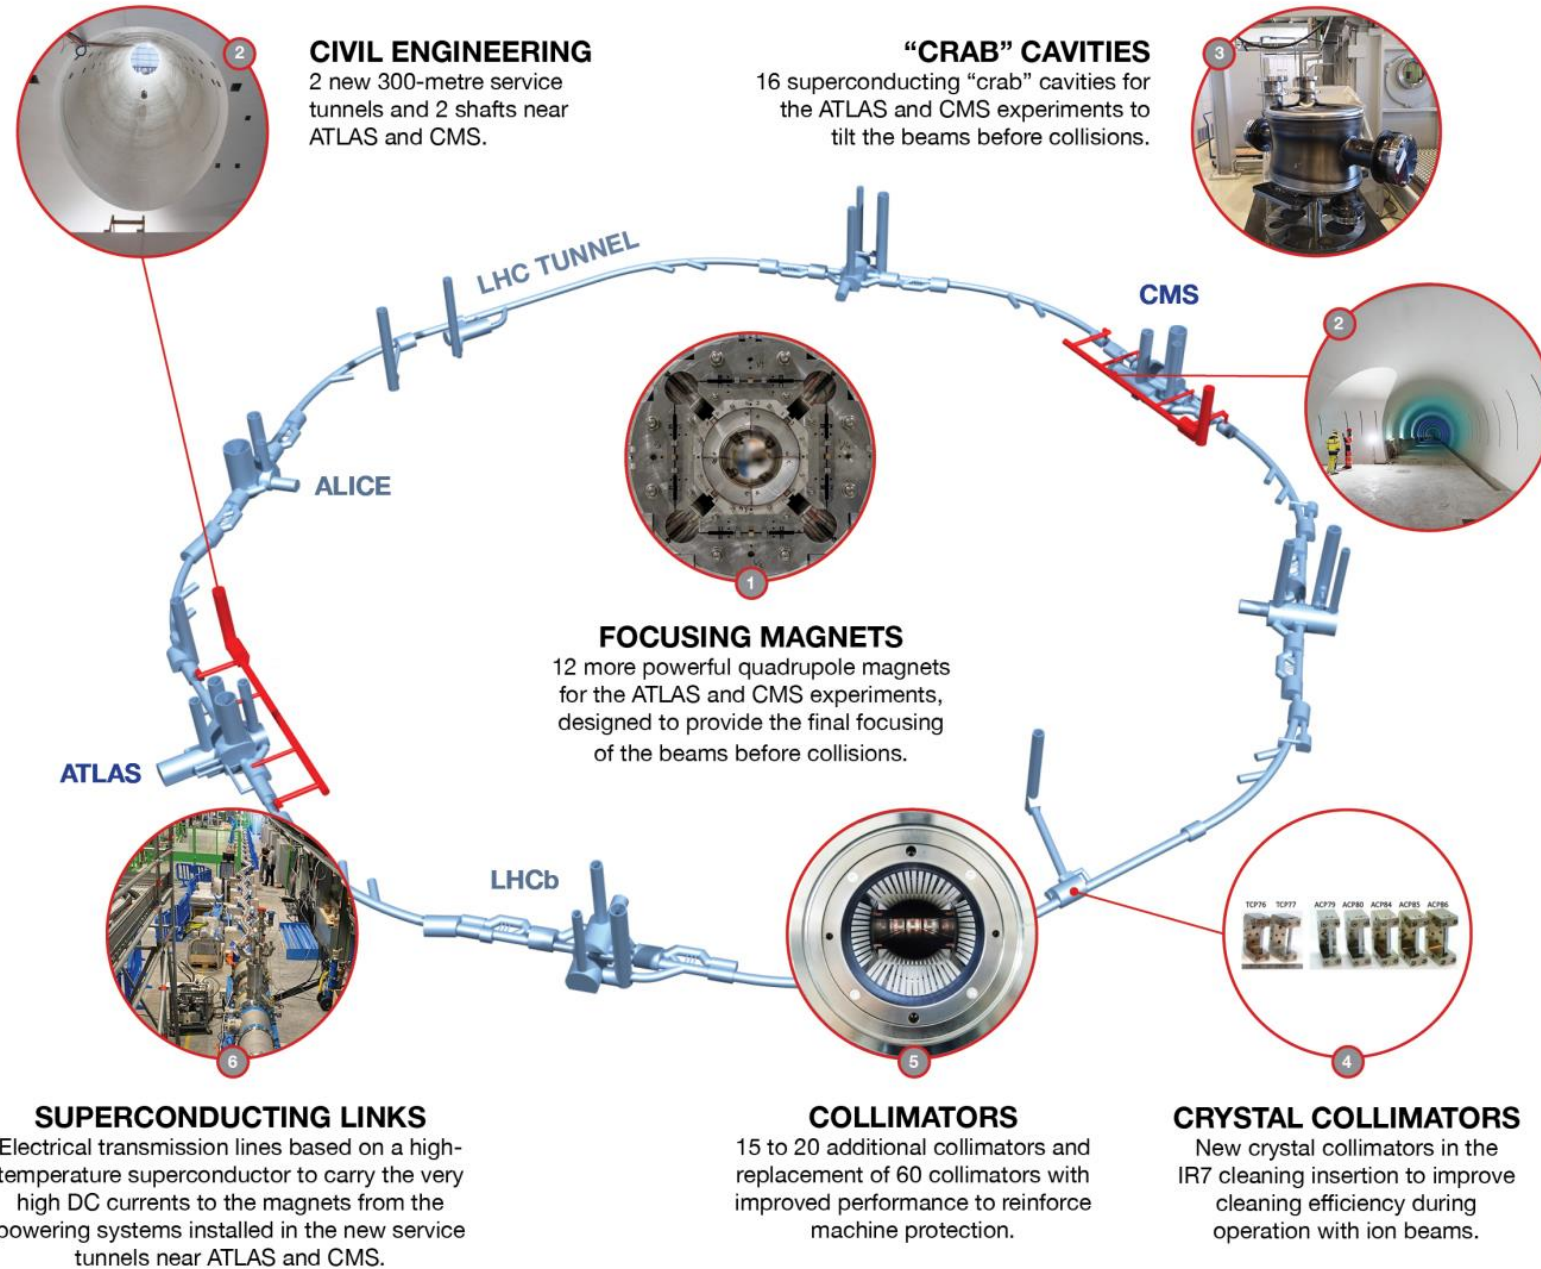 2
CIVIL ENGINEERING
2 new 300-metre service
tunnels and 2 shafts near
ATLAS and CMS.
“CRAB” CAVITIES
16 superconducting “crab” cavities for
the ATLAS and CMS experiments to
tilt the beams before collisions.
3
LHC TUNNEL
CMS
2
ALICE
1
FOCUSING MAGNETS
12 more powerful quadrupole magnets
for the ATLAS and CMS experiments,
designed to provide the final focusing
of the beams before collisions.
ATLAS
LHCb
TCP76 TCP77 ACP79 ACP80 ACP84 ACP85 ACP86
6
5
4
SUPERCONDUCTING LINKS
Electrical transmission lines based on a high-
temperature superconductor to carry the very
high DC currents to the magnets from the
powering systems installed in the new service
tunnels near ATLAS and CMS.
COLLIMATORS
15 to 20 additional collimators and
replacement of 60 collimators with
improved performance to reinforce
machine protection.
CRYSTAL COLLIMATORS
New crystal collimators in the
IR7 cleaning insertion to improve
cleaning efficiency during
operation with ion beams.